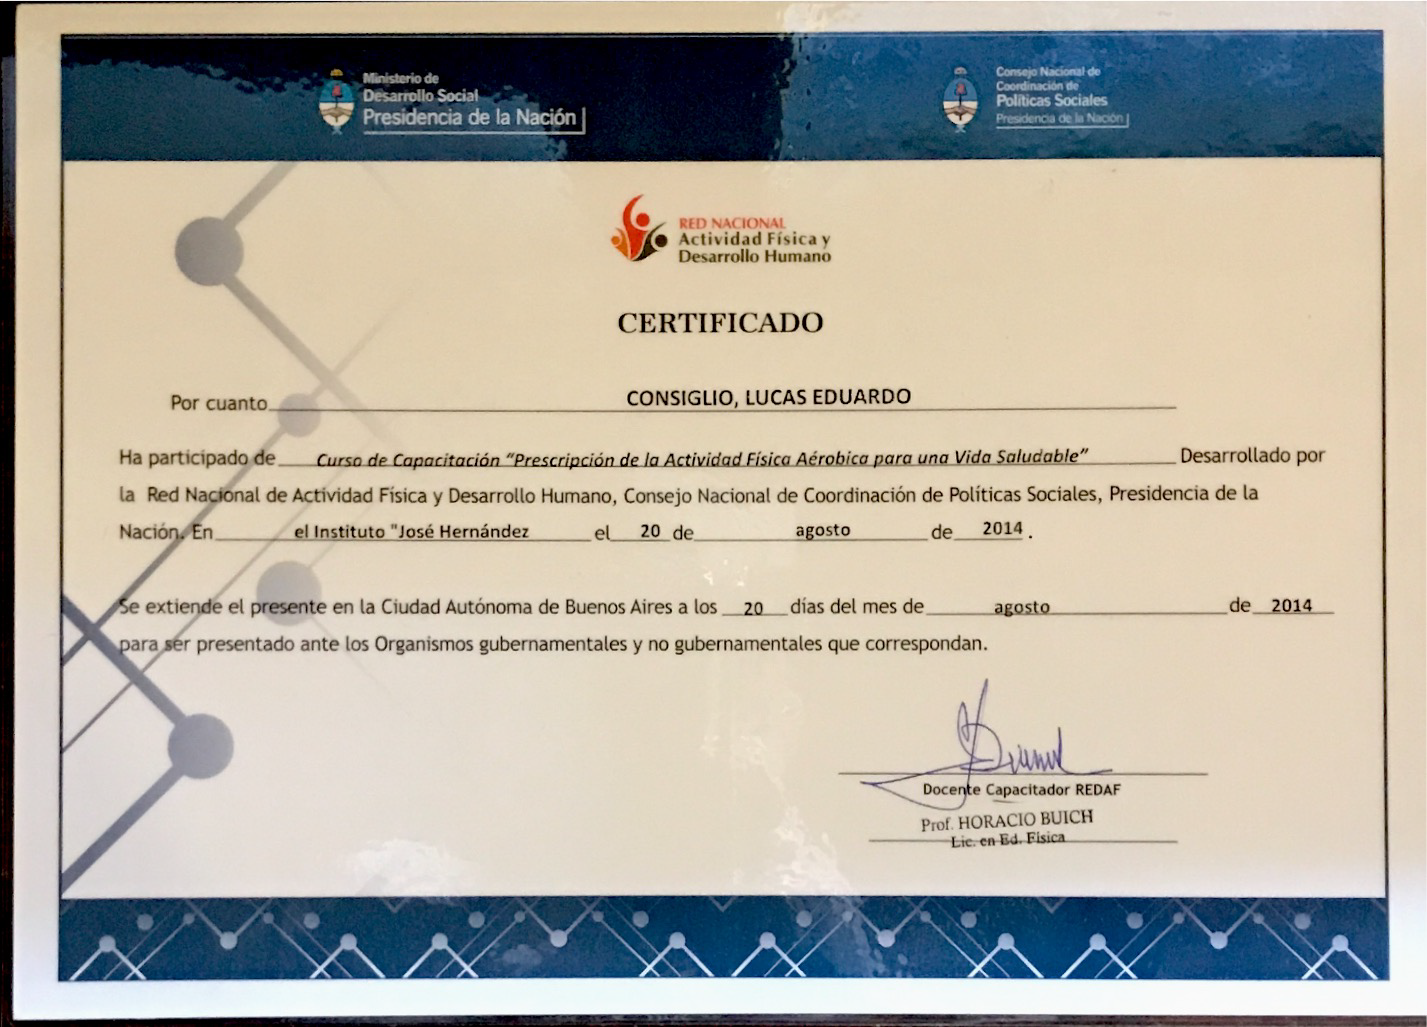 Ministerio de
Desarrollo Social
Presidencia de la Nación
Consejo Nacional de
Coordinación de
Políticas Sociales
Presidencia de la Nación
RED NACIONAL
Actividad Física y
Desarrollo Humano
CERTIFICADO
Por cuanto CONSIGLIO, LUCAS EDUARDO
Ha participado de Curso de Capacitación “Prescripción de la Actividad Física Aérobica para una Vida Saludable” Desarrollado por
la Red Nacional de Actividad Física y Desarrollo Humano, Consejo Nacional de Coordinación de Políticas Sociales, Presidencia de la
Nación. En el Instituto "José Hernández el 20 de agosto de 2014 .
Se extiende el presente en la Ciudad Autónoma de Buenos Aires a los 20 días del mes de agosto de 2014
para ser presentado ante los Organismos gubernamentales y no gubernamentales que correspondan.
Docente Capacitador REDAF
Prof. HORACIO BUICH
Lic. en Ed. Física